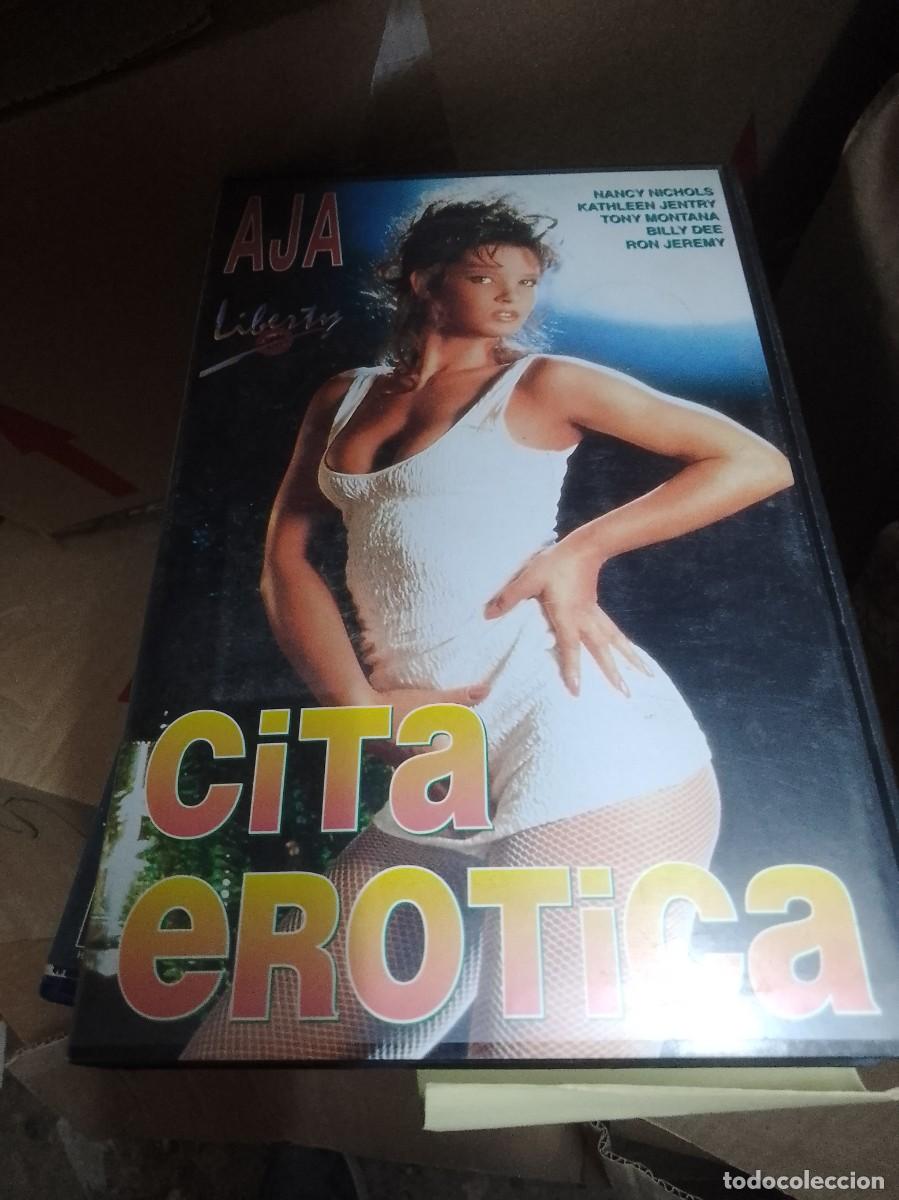 AJA
Liberty
NANCY NICHOLS
KATHLEEN JENTRY
TONY MONTANA
BILLY DEE
RON JEREMY
CiTa
eROTiCa
todocoleccion